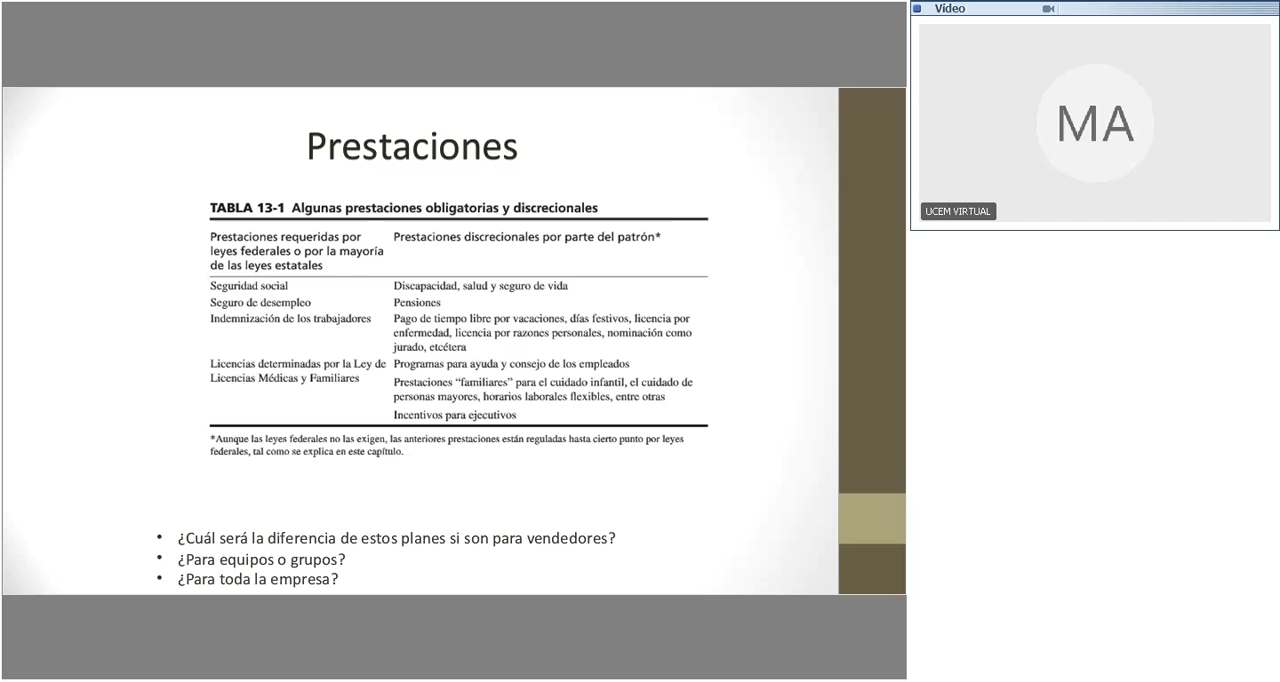 Vídeo
MA
UCEM VIRTUAL
Prestaciones
TABLA 13-1 Algunas prestaciones obligatorias y discrecionales
Prestaciones requeridas por
leyes federales o por la mayoría
de las leyes estatales
Prestaciones discrecionales por parte del patrón*
Seguridad social
Discapacidad, salud y seguro de vida
Seguro de desempleo
Pensiones
Indemnización de los trabajadores
Pago de tiempo libre por vacaciones, días festivos, licencia por
enfermedad, licencia por razones personales, nominación como
jurado, etcétera
Licencias determinadas por la Ley de
Licencias Médicas y Familiares
Programas para ayuda y consejo de los empleados
Prestaciones “familiares” para el cuidado infantil, el cuidado de
personas mayores, horarios laborales flexibles, entre otras
Incentivos para ejecutivos
*Aunque las leyes federales no las exigen, las anteriores prestaciones están reguladas hasta cierto punto por leyes
federales, tal como se explica en este capítulo.
• ¿Cuál será la diferencia de estos planes si son para vendedores?
• ¿Para equipos o grupos?
• ¿Para toda la empresa?